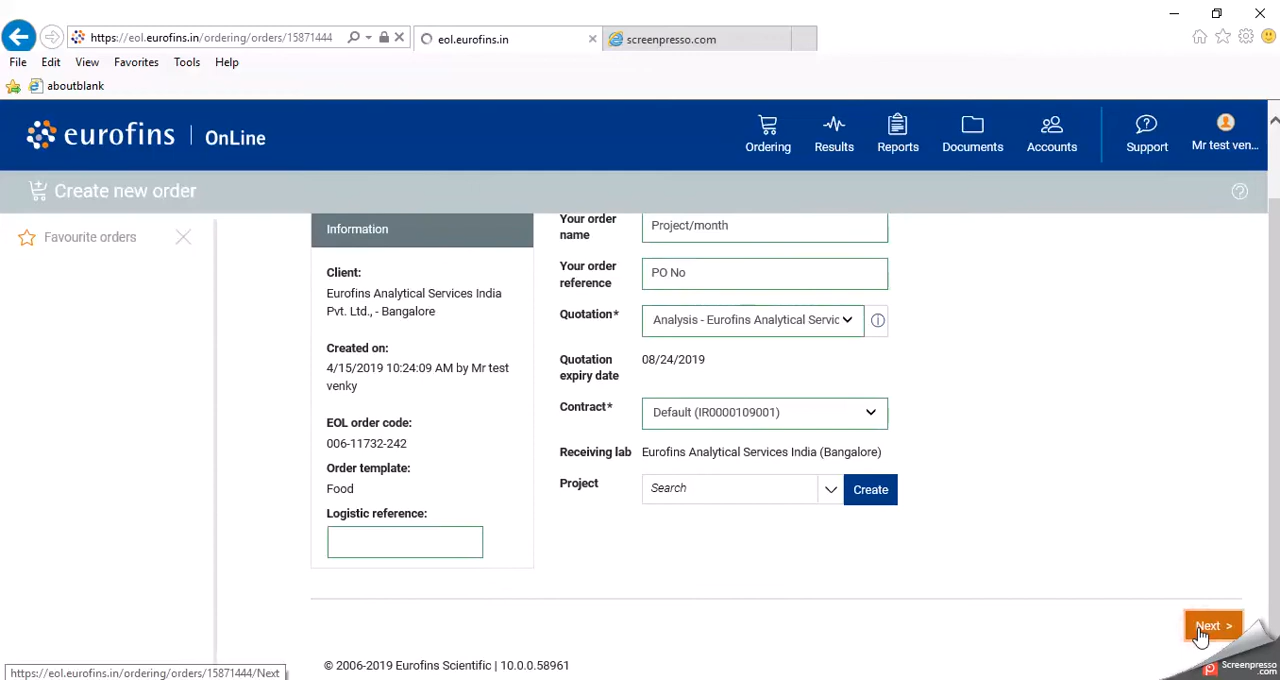 https://eol.eurofins.in/ordering/orders/15871444
eol.eurofins.in
screenpresso.com
File Edit View Favorites Tools Help
aboutblank
eurofins OnLine
Ordering Results Reports Documents Accounts Support Mr test ven...
Create new order
Favourite orders
Information
Client:
Eurofins Analytical Services India
Pvt. Ltd., - Bangalore
Created on:
4/15/2019 10:24:09 AM by Mr test
venky
EOL order code:
006-11732-242
Order template:
Food
Logistic reference:
Your order
name
Project/month
Your order
reference
PO No
Quotation*
Analysis - Eurofins Analytical Servic
Quotation
expiry date
08/24/2019
Contract*
Default (IR0000109001)
Receiving lab
Eurofins Analytical Services India (Bangalore)
Project
Search
Create
Next >
© 2006-2019 Eurofins Scientific | 10.0.0.58961
https://eol.eurofins.in/ordering/orders/15871444/Next
Screenpresso
.com